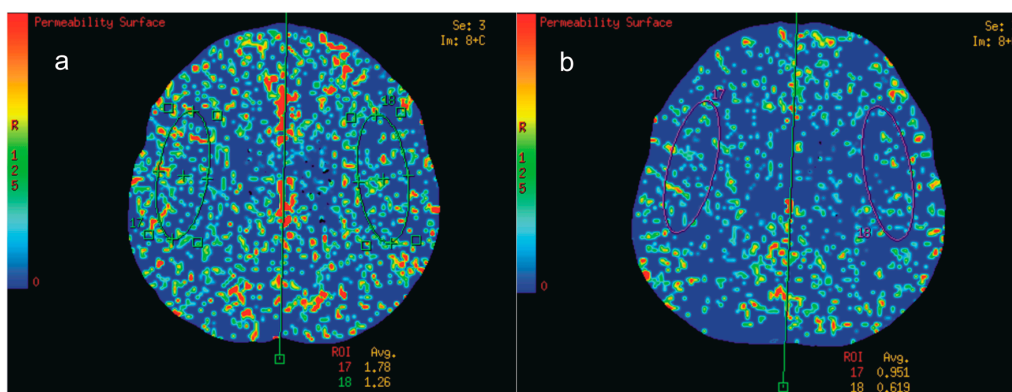 Permeability Surface
Se: 3
Im: 8+C
a
R
1
2
5
0
18
17
ROI Avg.
17 1.78
18 1.26
Permeability Surface
Se:
Im: 8+
b
R
1
2
5
0
17
18
ROI Avg.
17 0.951
18 0.619